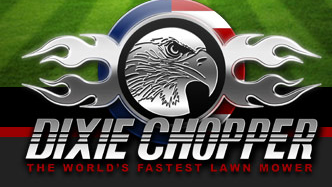 DIXIE CHOPPER
THE WORLD'S FASTEST LAWN MOWER